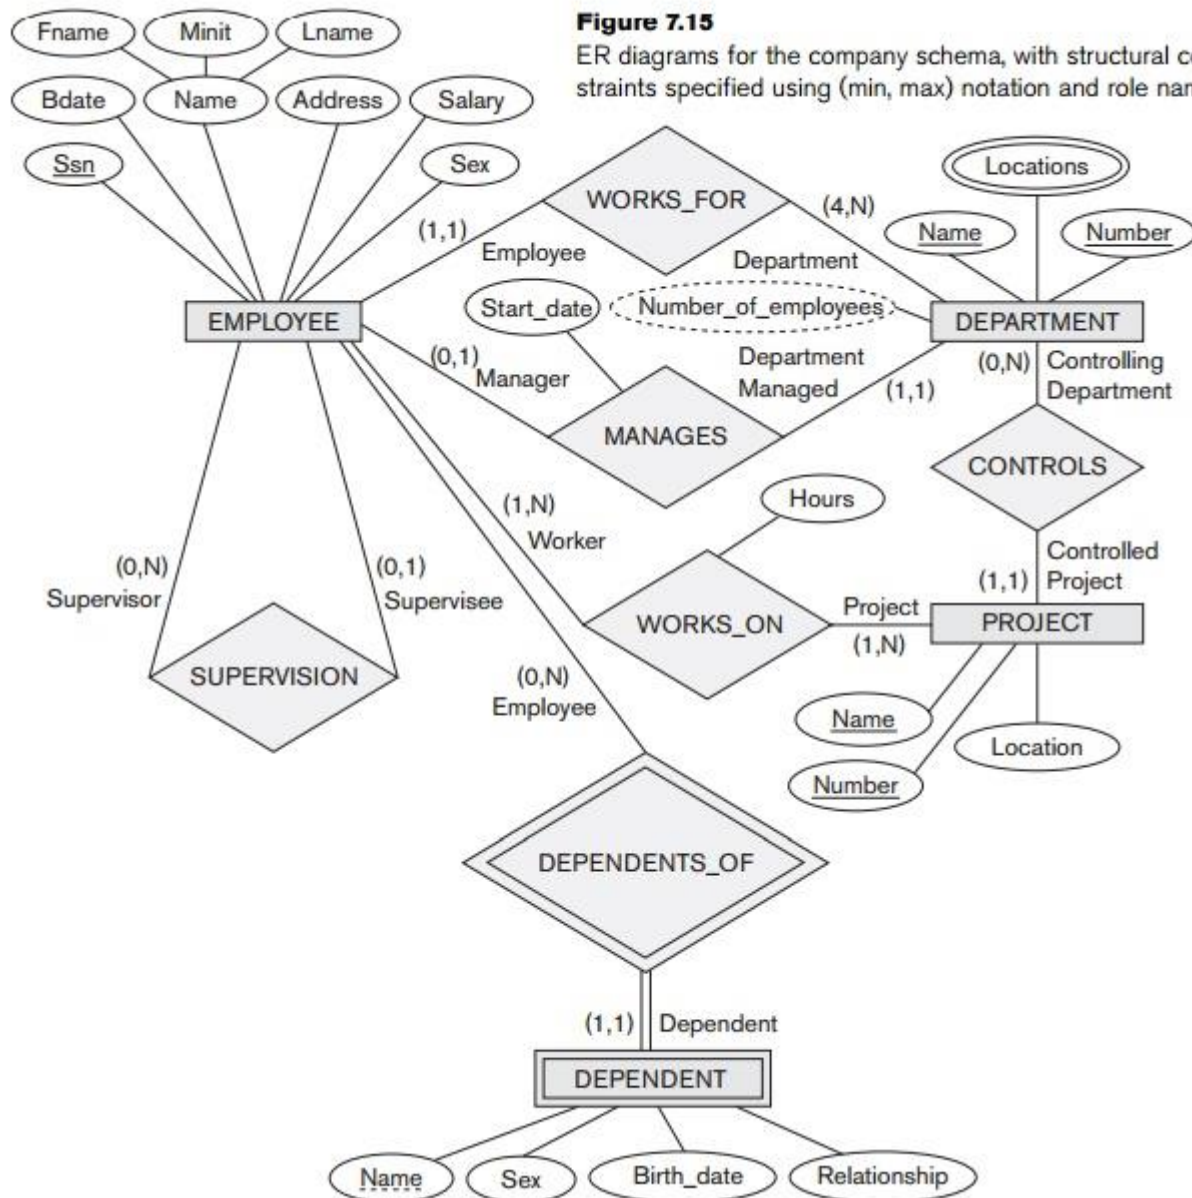 Figure 7.15
ER diagrams for the company schema, with structural co
straints specified using (min, max) notation and role nam
Fname
Minit
Lname
Bdate
Name
Address
Salary
Ssn
Sex
WORKS_FOR
Locations
(1,1)
Employee
(4,N)
Department
Name
Number
EMPLOYEE
Start_date
Number_of_employees
DEPARTMENT
(0,1)
Manager
Department
Managed
(1,1)
(0,N)
Controlling
Department
MANAGES
CONTROLS
Hours
(1,N)
Worker
(0,N)
Supervisor
(0,1)
Supervisee
Controlled
Project
(1,1)
SUPERVISION
WORKS_ON
Project
(1,N)
PROJECT
(0,N)
Employee
Name
Location
Number
DEPENDENTS_OF
(1,1)
Dependent
DEPENDENT
Name
Sex
Birth_date
Relationship